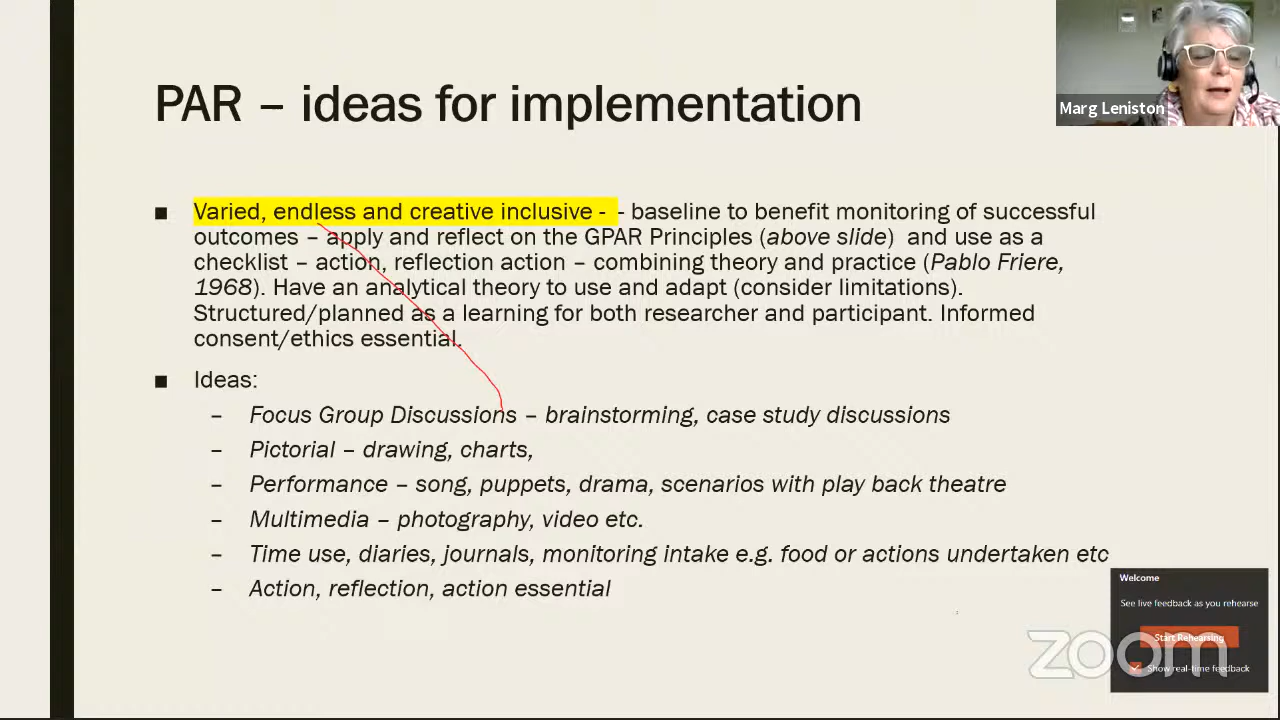 PAR – ideas for implementation
Marg Leniston
■ Varied, endless and creative inclusive - - baseline to benefit monitoring of successful
outcomes – apply and reflect on the GPAR Principles (above slide) and use as a
checklist – action, reflection action – combining theory and practice (Pablo Friere,
1968). Have an analytical theory to use and adapt (consider limitations).
Structured/planned as a learning for both researcher and participant. Informed
consent/ethics essential.
■ Ideas:
– Focus Group Discussions – brainstorming, case study discussions
– Pictorial – drawing, charts,
– Performance – song, puppets, drama, scenarios with play back theatre
– Multimedia – photography, video etc.
– Time use, diaries, journals, monitoring intake e.g. food or actions undertaken etc
– Action, reflection, action essential
Welcome
See live feedback as you rehearse
Start Rehearsing
Show real-time feedback
zoom